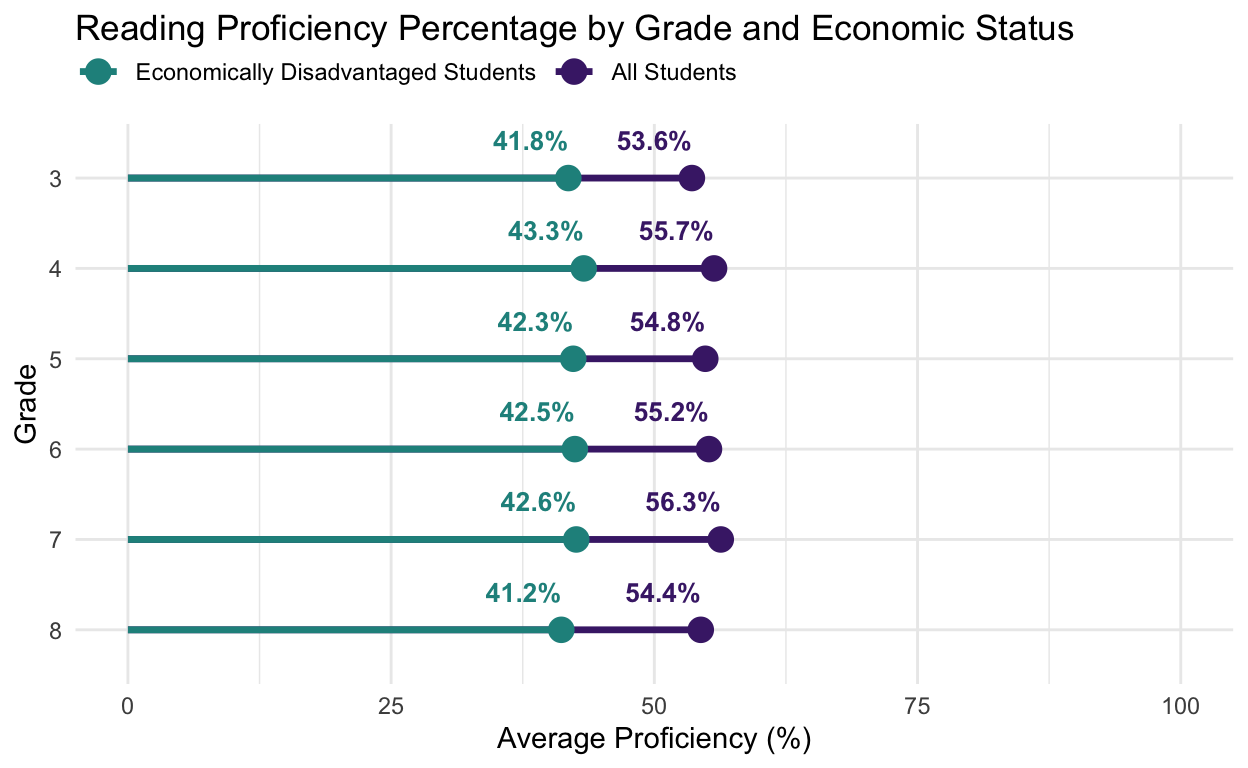 Reading Proficiency Percentage by Grade and Economic Status
Economically Disadvantaged Students All Students
41.8% 53.6%
3
43.3% 55.7%
4
42.3% 54.8%
5
Grade
42.5% 55.2%
6
42.6% 56.3%
7
41.2% 54.4%
8
0 25 50 75 100
Average Proficiency (%)